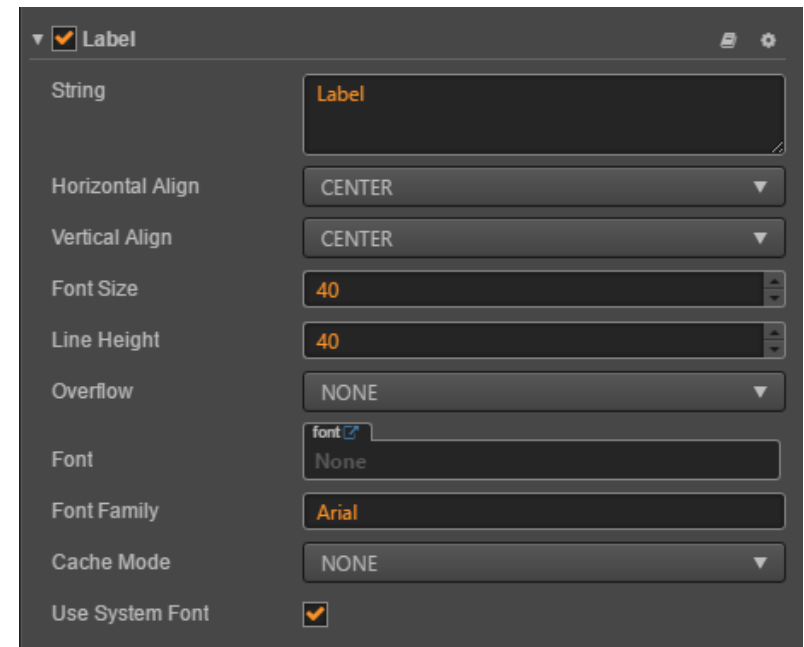 Label
String
Label
Horizontal Align
CENTER
Vertical Align
CENTER
Font Size
40
Line Height
40
Overflow
NONE
font
Font
None
Font Family
Arial
Cache Mode
NONE
Use System Font